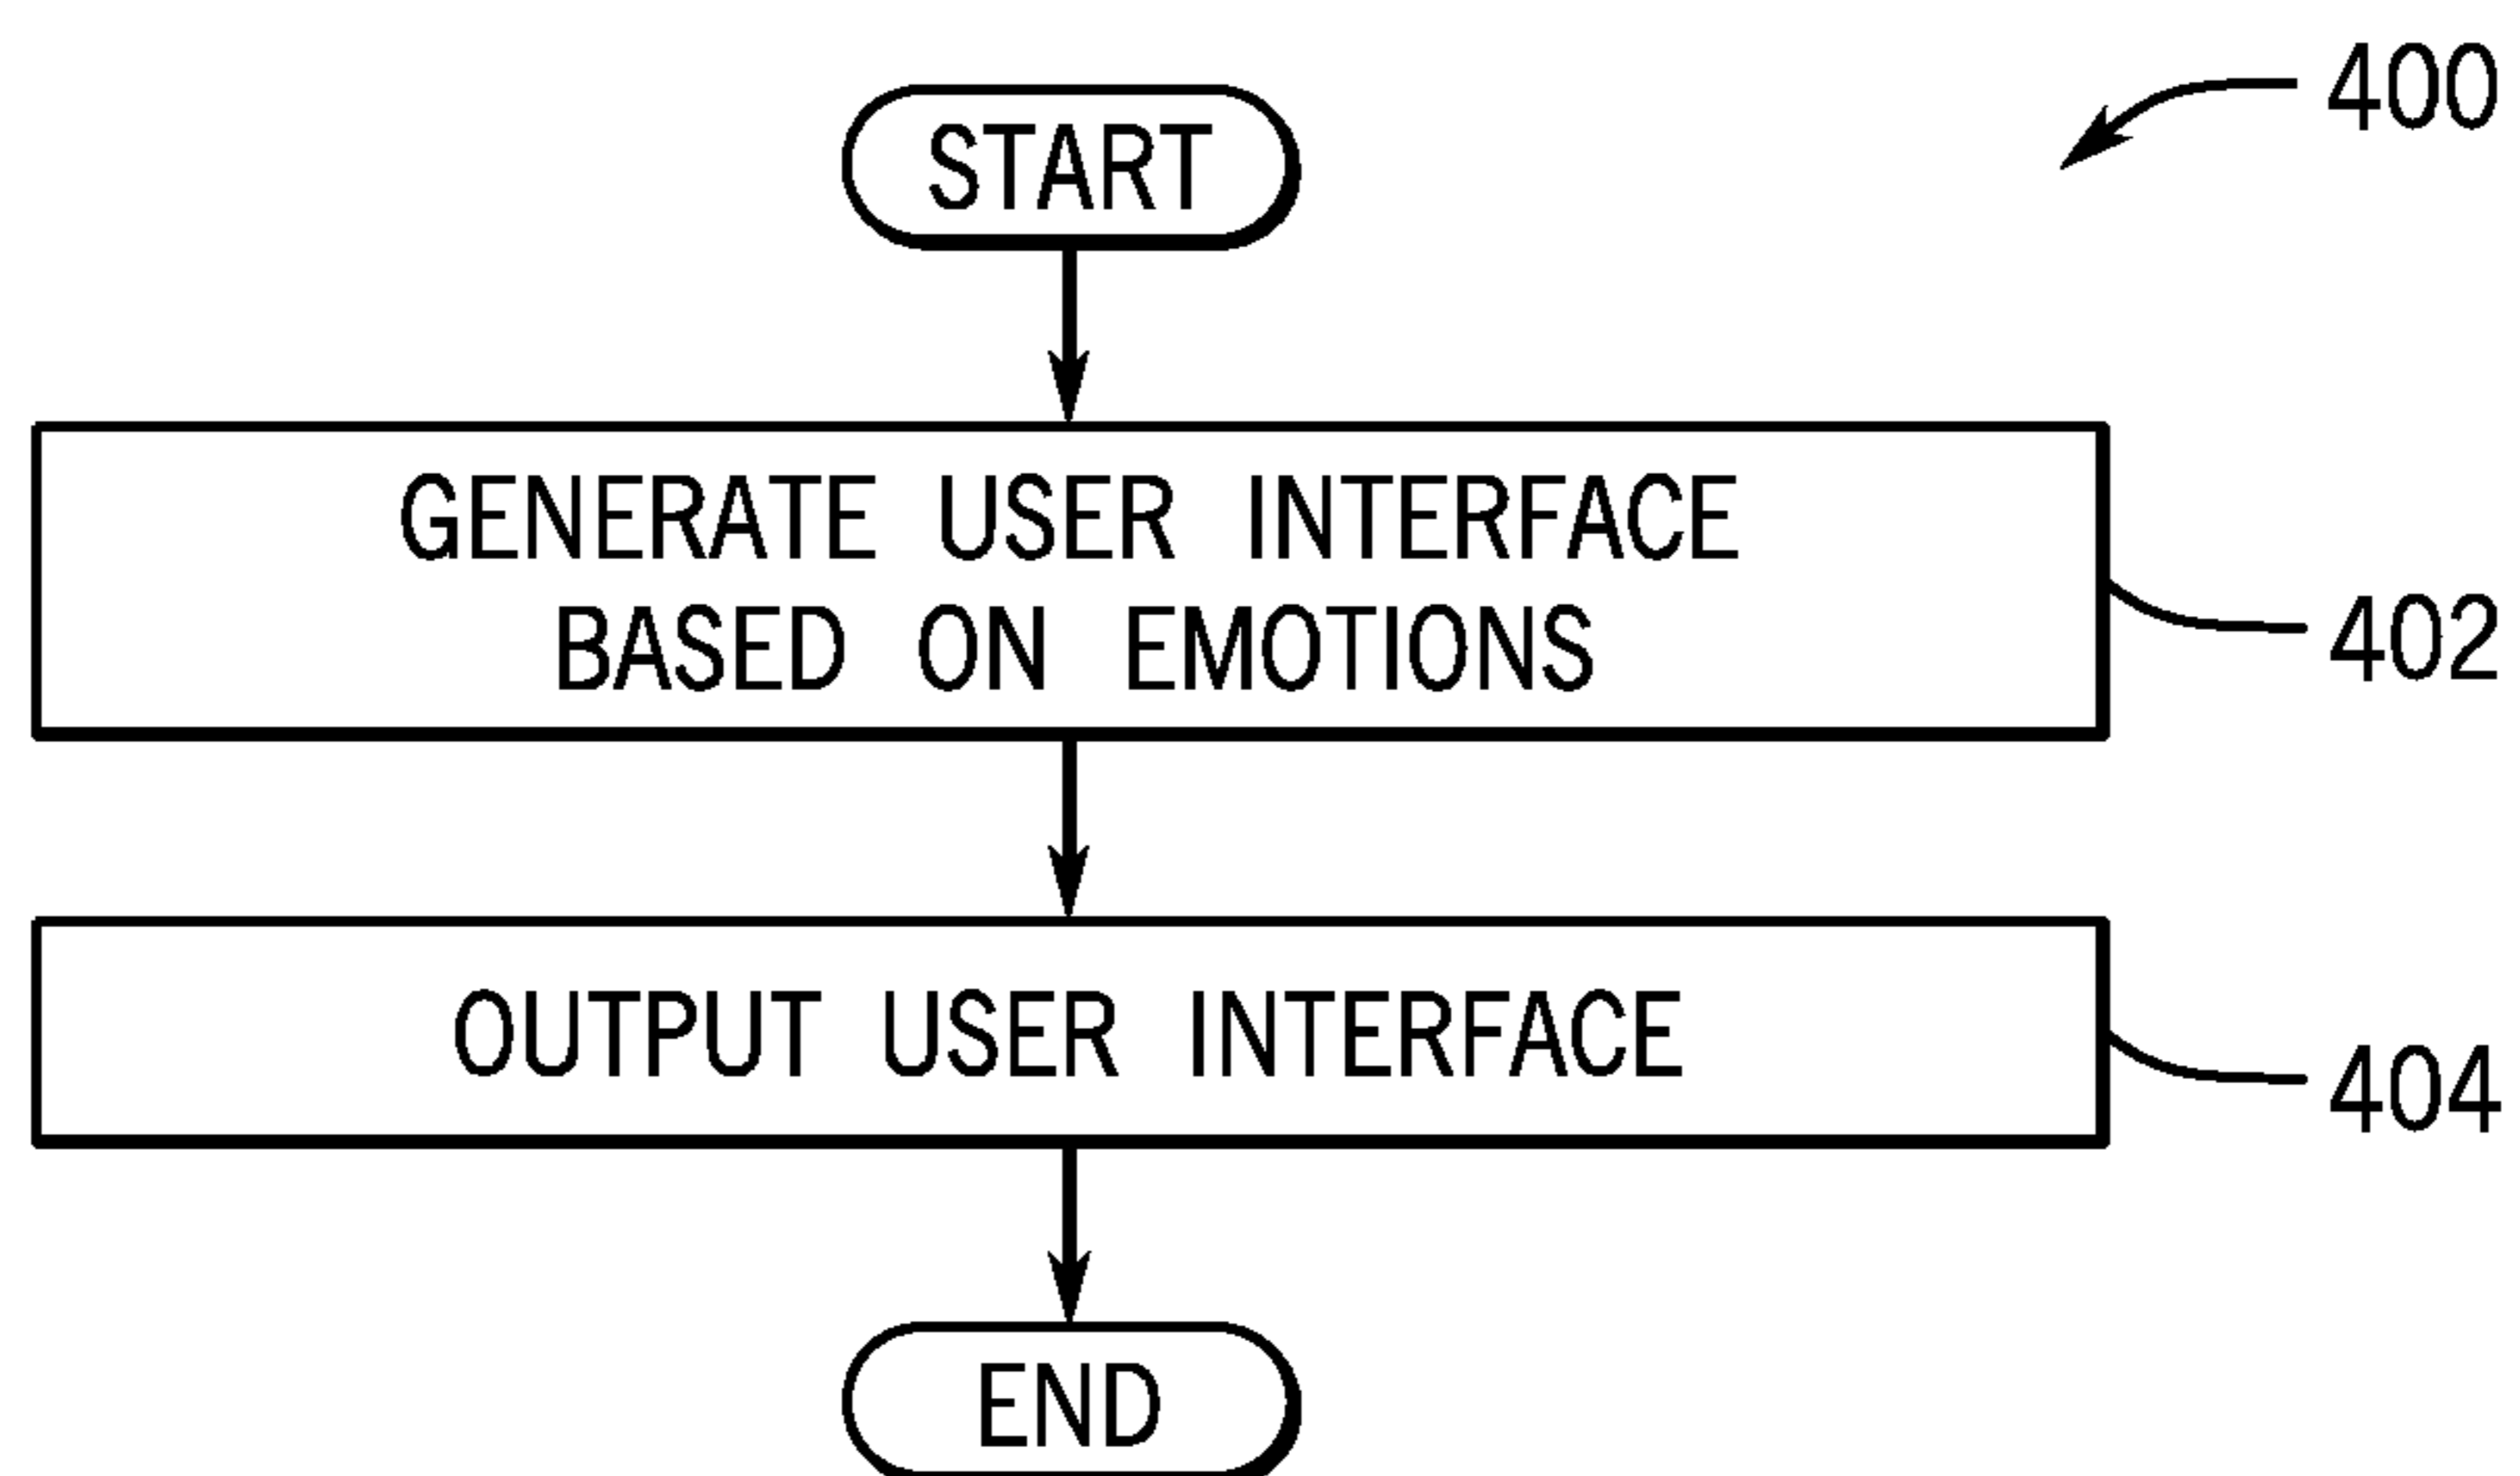 400
START
GENERATE USER INTERFACE
BASED ON EMOTIONS
402
OUTPUT USER INTERFACE
404
END